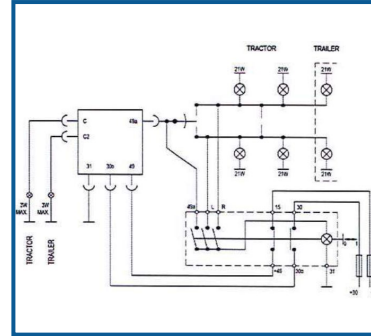 TRACTOR TRAILER
21W 21W 21W
C 49a
C2
31 30b 49
21W 21W 21W
3W MAX. 3W MAX.
TRACTOR TRAILER
49a L R 15 30
+49 30b 31
+30